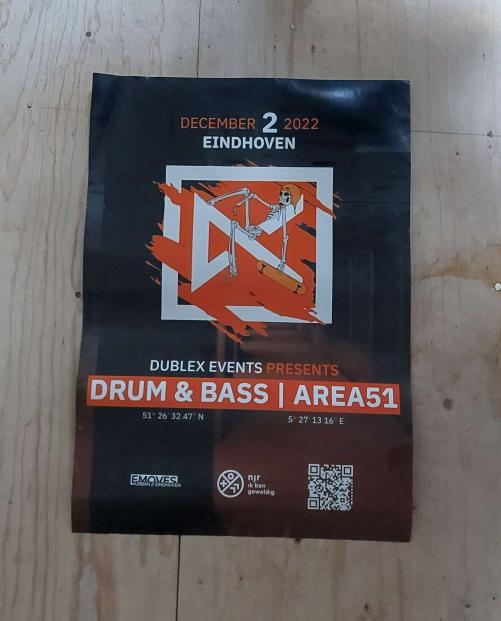 DECEMBER 2 2022
EINDHOVEN
DUBLEX EVENTS PRESENTS
DRUM & BASS | AREA51
51° 26 32.47" N
5° 27 13.16" E
EMOVES
URBAN // EINDHOVEN
njr
ik ben
geweldig